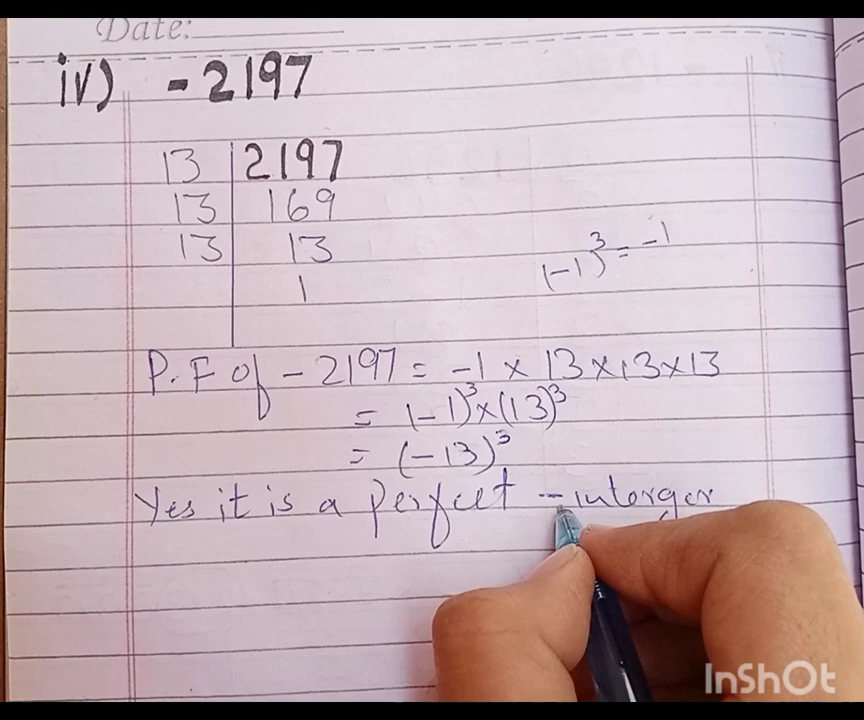 Date:
iv) -2197
13 | 2197
13 | 169
13 | 13
1
(-1)³ = -1
P.F of -2197 = -1 × 13 × 13 × 13
= (-1)³ × (13)³
= (-13)³
Yes it is a perfect - intorger
InShOt